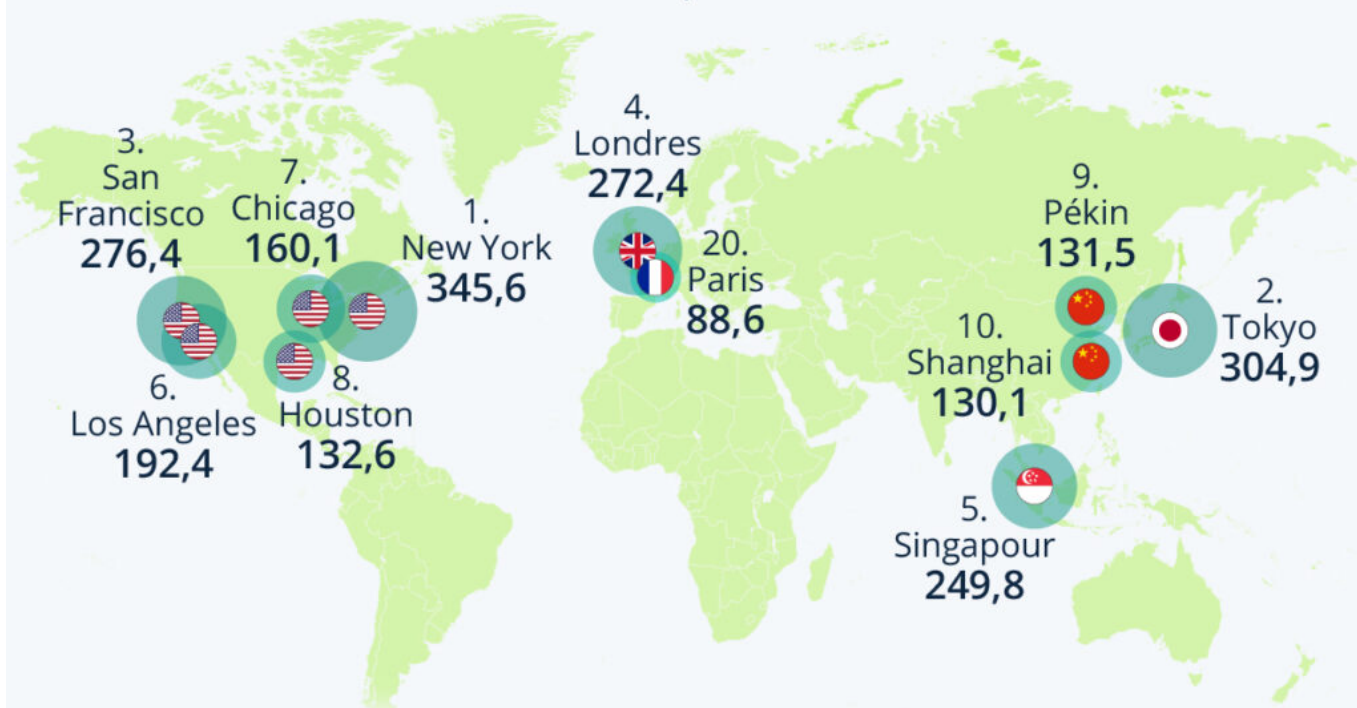 3.
San
Francisco
276,4
7.
Chicago
160,1
1.
New York
345,6
4.
Londres
272,4
20.
Paris
88,6
9.
Pékin
131,5
2.
Tokyo
304,9
10.
Shanghai
130,1
6.
Los Angeles
192,4
8.
Houston
132,6
5.
Singapour
249,8